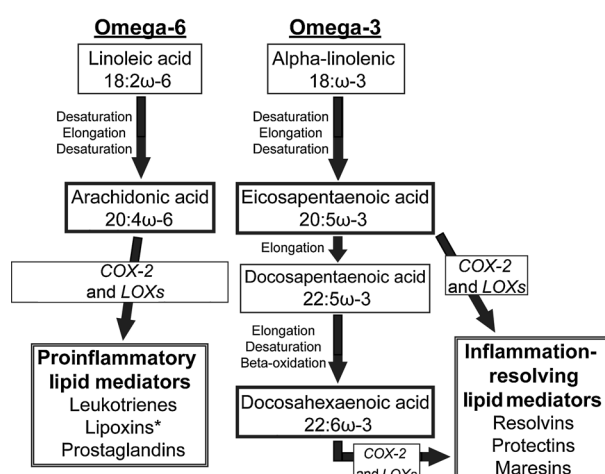 Omega-6
Linoleic acid
18:2ω-6
Desaturation
Elongation
Desaturation
Arachidonic acid
20:4ω-6
COX-2
and LOXs
Proinflammatory
lipid mediators
Leukotrienes
Lipoxins*
Prostaglandins
Omega-3
Alpha-linolenic
18:ω-3
Desaturation
Elongation
Desaturation
Eicosapentaenoic acid
20:5ω-3
Elongation
Docosapentaenoic acid
22:5ω-3
Elongation
Desaturation
Beta-oxidation
Docosahexaenoic acid
22:6ω-3
COX-2
and LOXs
COX-2
and LOXs
Inflammation-
resolving
lipid mediators
Resolvins
Protectins
Maresins